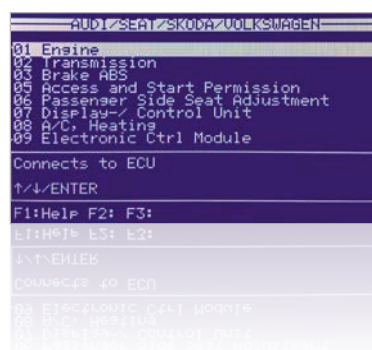 AUDI/SEAT/SKODA/VOLKSWAGEN
01 Engine
02 Transmission
03 Brake ABS
05 Access and Start Permission
06 Passenger Side Seat Adjustment
07 Display-/ Control Unit
08 A/C, Heating
09 Electronic Ctrl Module
Connects to ECU
↑/↓/ENTER
F1:Help F2: F3: